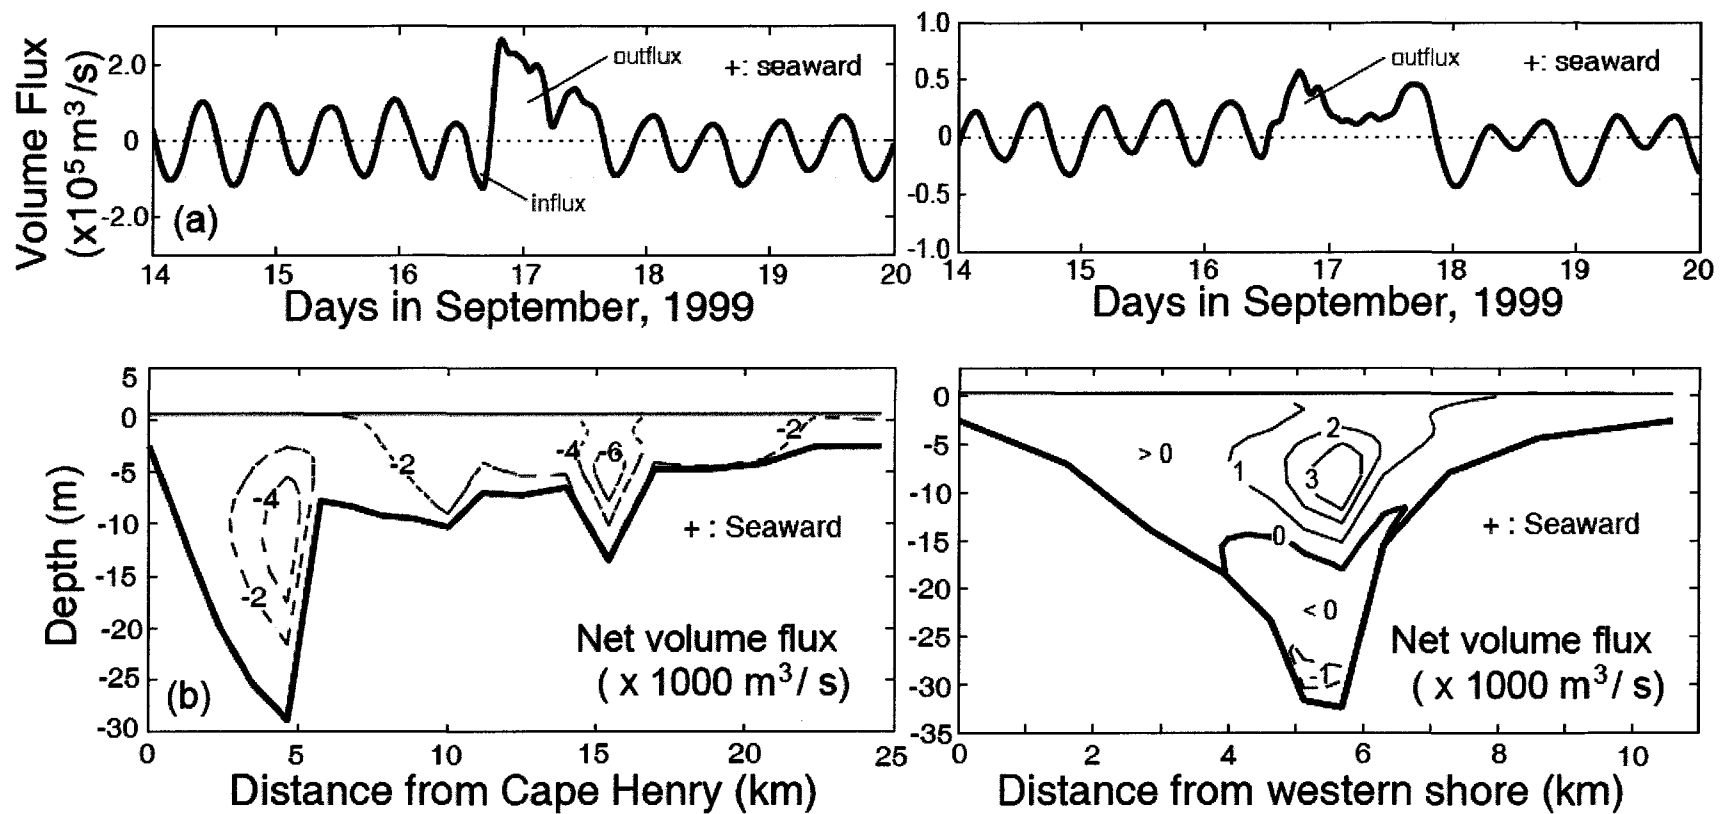 Volume Flux
(x10⁵m³/s)
2.0
0
-2.0
outflux
+: seaward
influx
(a)
14 15 16 17 18 19 20
Days in September, 1999
1.0
0.5
0
-0.5
-1.0
outflux
+: seaward
14 15 16 17 18 19 20
Days in September, 1999
Depth (m)
5
0
-5
-10
-15
-20
-25
-30
-2
-4
-6
-2
-4
-2
+ : Seaward
Net volume flux
( x 1000 m³/ s)
(b)
0 5 10 15 20 25
Distance from Cape Henry (km)
0
-5
-10
-15
-20
-25
-30
-35
> 0
2
1
3
0
< 0
-1
+ : Seaward
Net volume flux
( x 1000 m³/ s)
0 2 4 6 8 10
Distance from western shore (km)